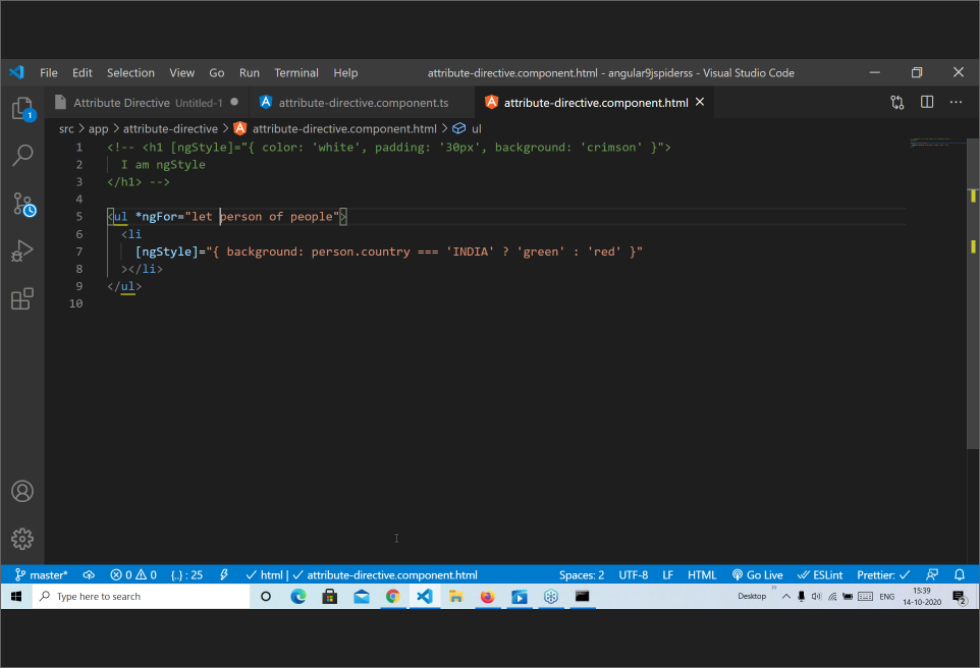 File Edit Selection View Go Run Terminal Help attribute-directive.component.html - angular9jspiderss - Visual Studio Code
1 Attribute Directive Untitled-1 attribute-directive.component.ts attribute-directive.component.html
src > app > attribute-directive > attribute-directive.component.html > ul
1 <!-- <h1 [ngStyle]="{ color: 'white', padding: '30px', background: 'crimson' }">
2 I am ngStyle
3 </h1> -->
4
5 <ul *ngFor="let person of people">
6 <li
7 [ngStyle]="{ background: person.country === 'INDIA' ? 'green' : 'red' }"
8 ></li>
9 </ul>
10
master* 0 0 {..} : 25 html | attribute-directive.component.html Spaces: 2 UTF-8 LF HTML Go Live ESLint Prettier:
Type here to search Desktop ENG 15:39
14-10-2020 2